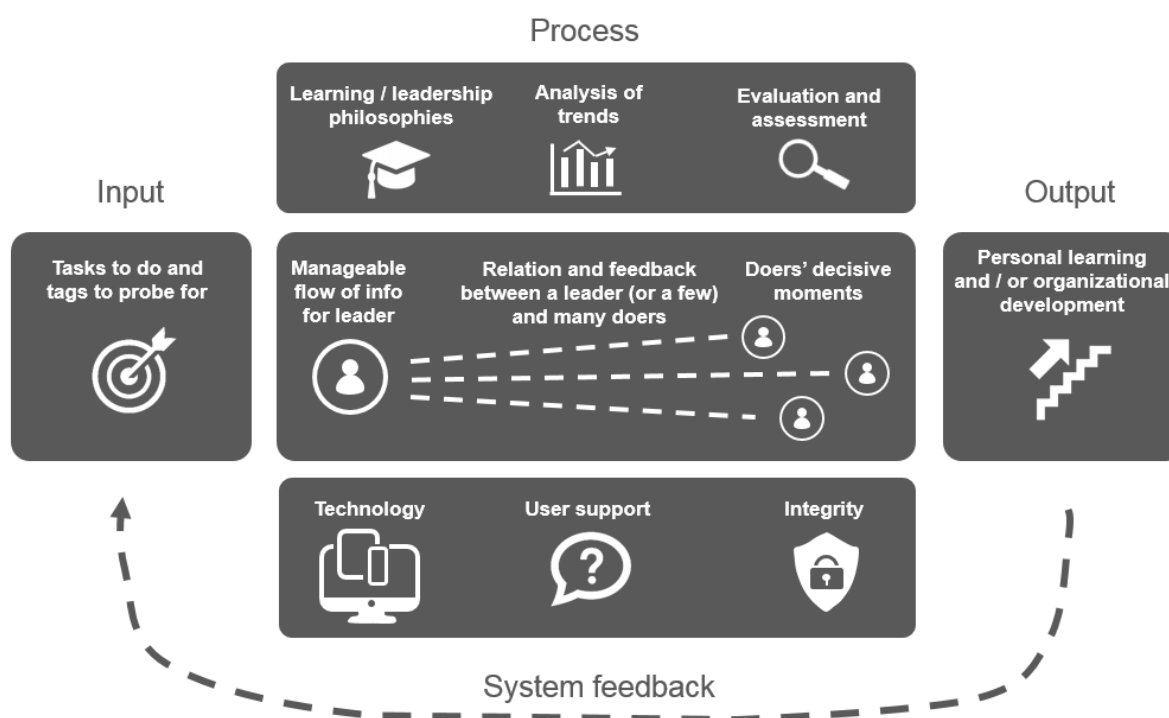 Process
Learning / leadership
philosophies
Analysis of
trends
Evaluation and
assessment
Input
Tasks to do and
tags to probe for
Manageable
flow of info
for leader
Relation and feedback
between a leader (or a few)
and many doers
Doers’ decisive
moments
Output
Personal learning
and / or organizational
development
Technology
User support
?
Integrity
System feedback